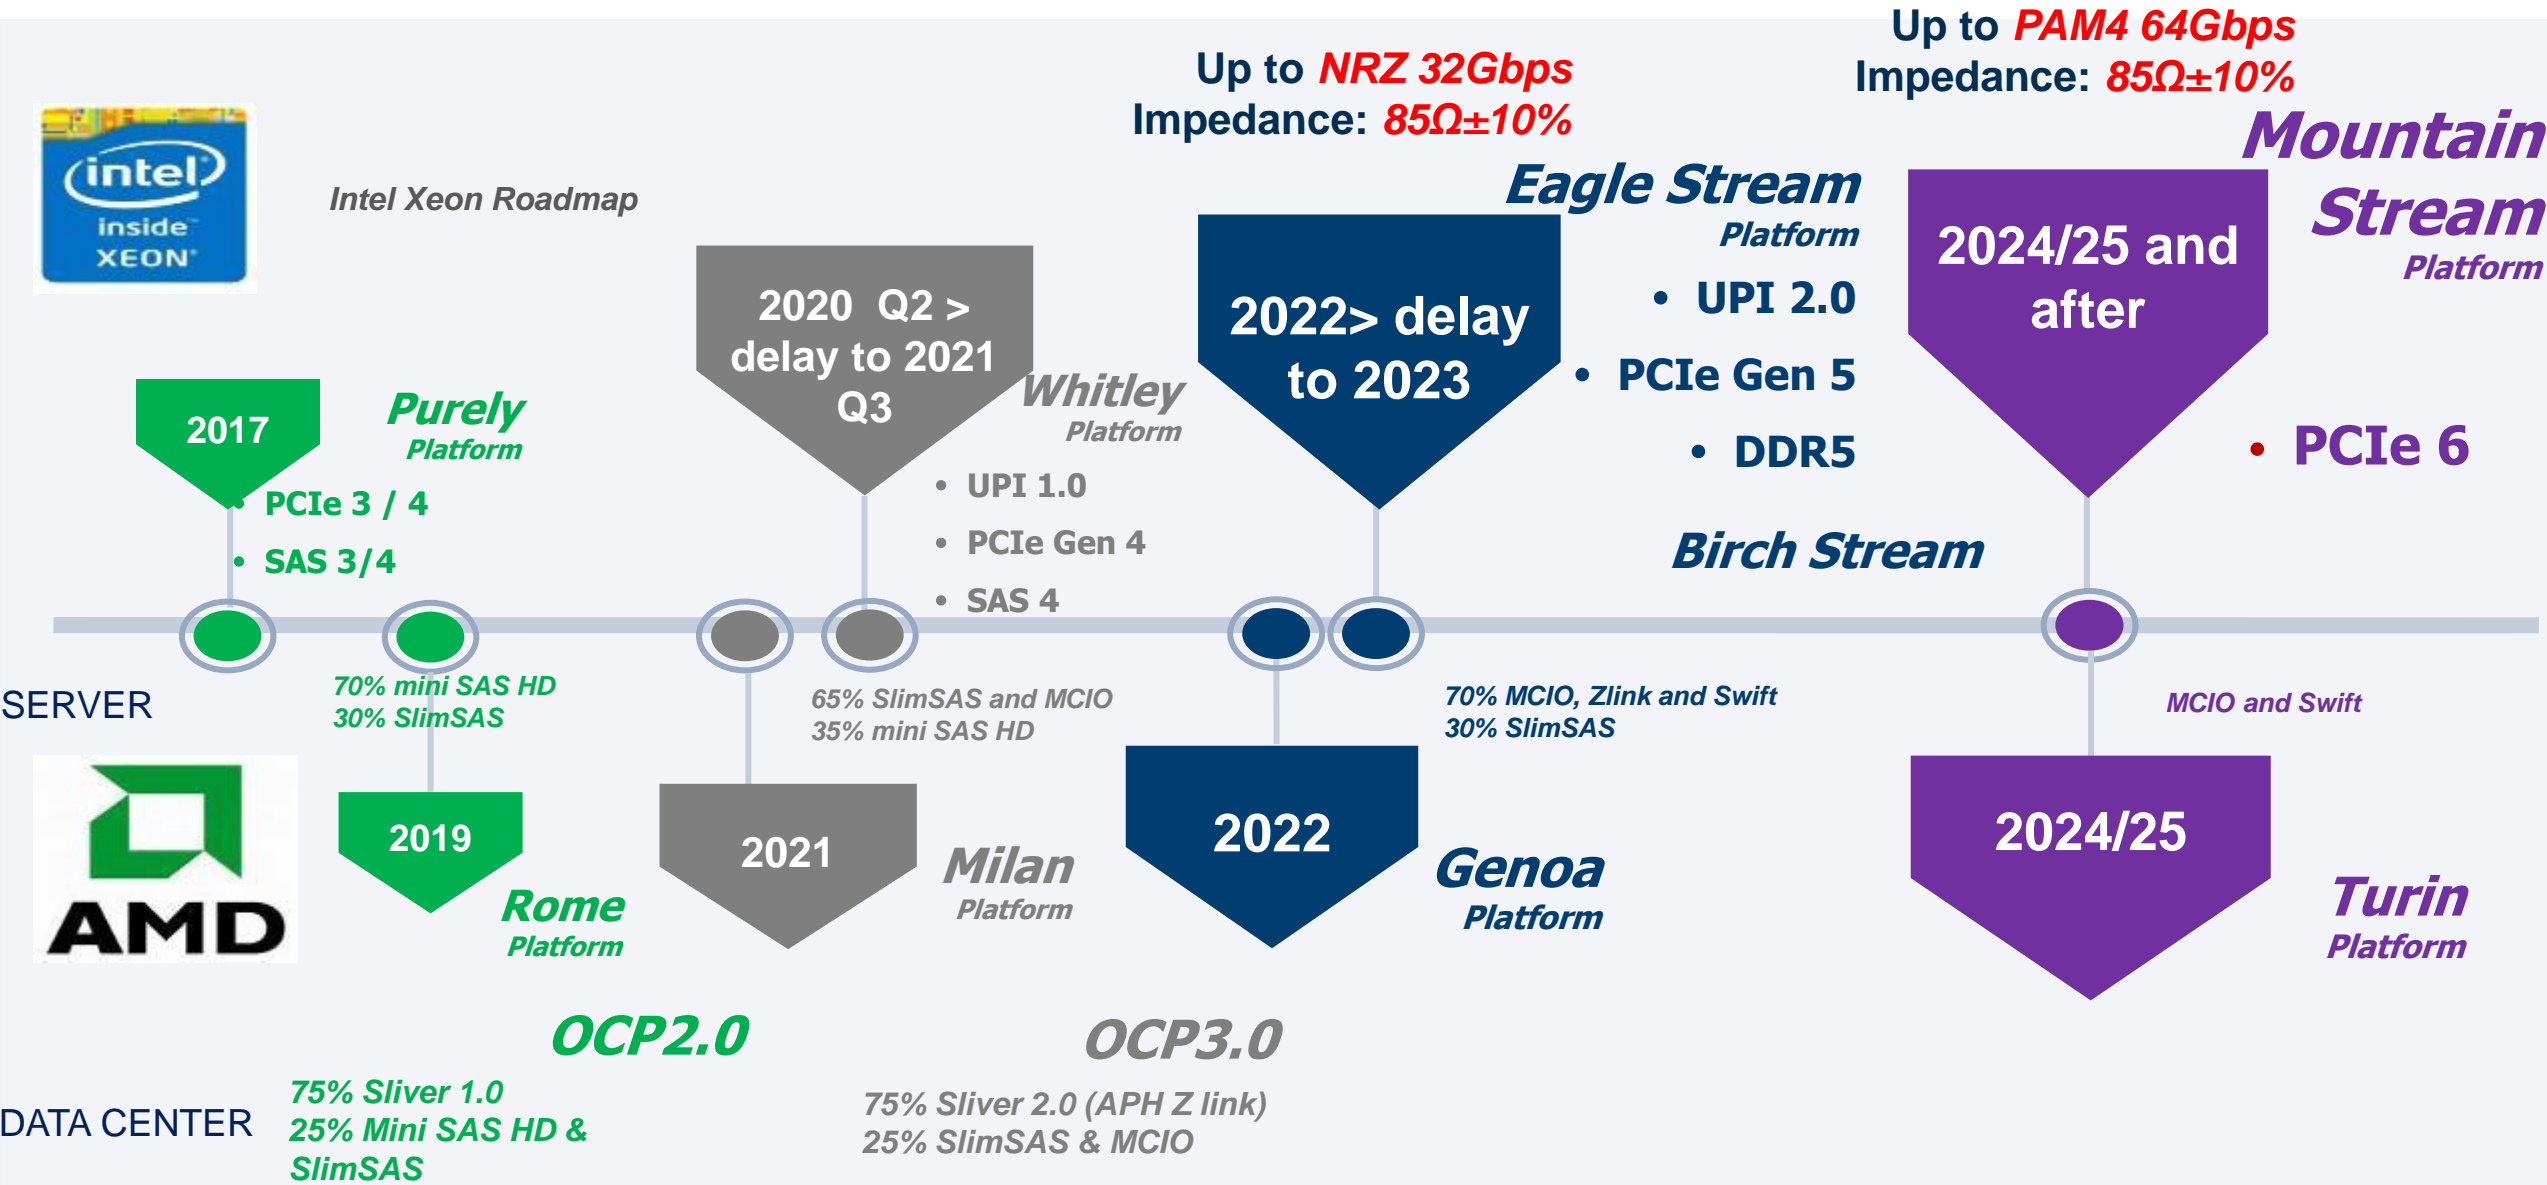 Up to NRZ 32Gbps
Impedance: 85Ω±10%
Up to PAM4 64Gbps
Impedance: 85Ω±10%
intel
inside™
XEON®
Intel Xeon Roadmap
2017
Purely
Platform
• PCIe 3 / 4
• SAS 3/4
2020 Q2 >
delay to 2021
Q3
Whitley
Platform
• UPI 1.0
• PCIe Gen 4
• SAS 4
2022> delay
to 2023
Eagle Stream
Platform
• UPI 2.0
• PCIe Gen 5
• DDR5
Birch Stream
2024/25 and
after
Mountain
Stream
Platform
• PCIe 6
SERVER
70% mini SAS HD
30% SlimSAS
65% SlimSAS and MCIO
35% mini SAS HD
70% MCIO, Zlink and Swift
30% SlimSAS
MCIO and Swift
AMD
2019
Rome
Platform
2021
Milan
Platform
2022
Genoa
Platform
2024/25
Turin
Platform
OCP2.0
OCP3.0
DATA CENTER
75% Sliver 1.0
25% Mini SAS HD &
SlimSAS
75% Sliver 2.0 (APH Z link)
25% SlimSAS & MCIO